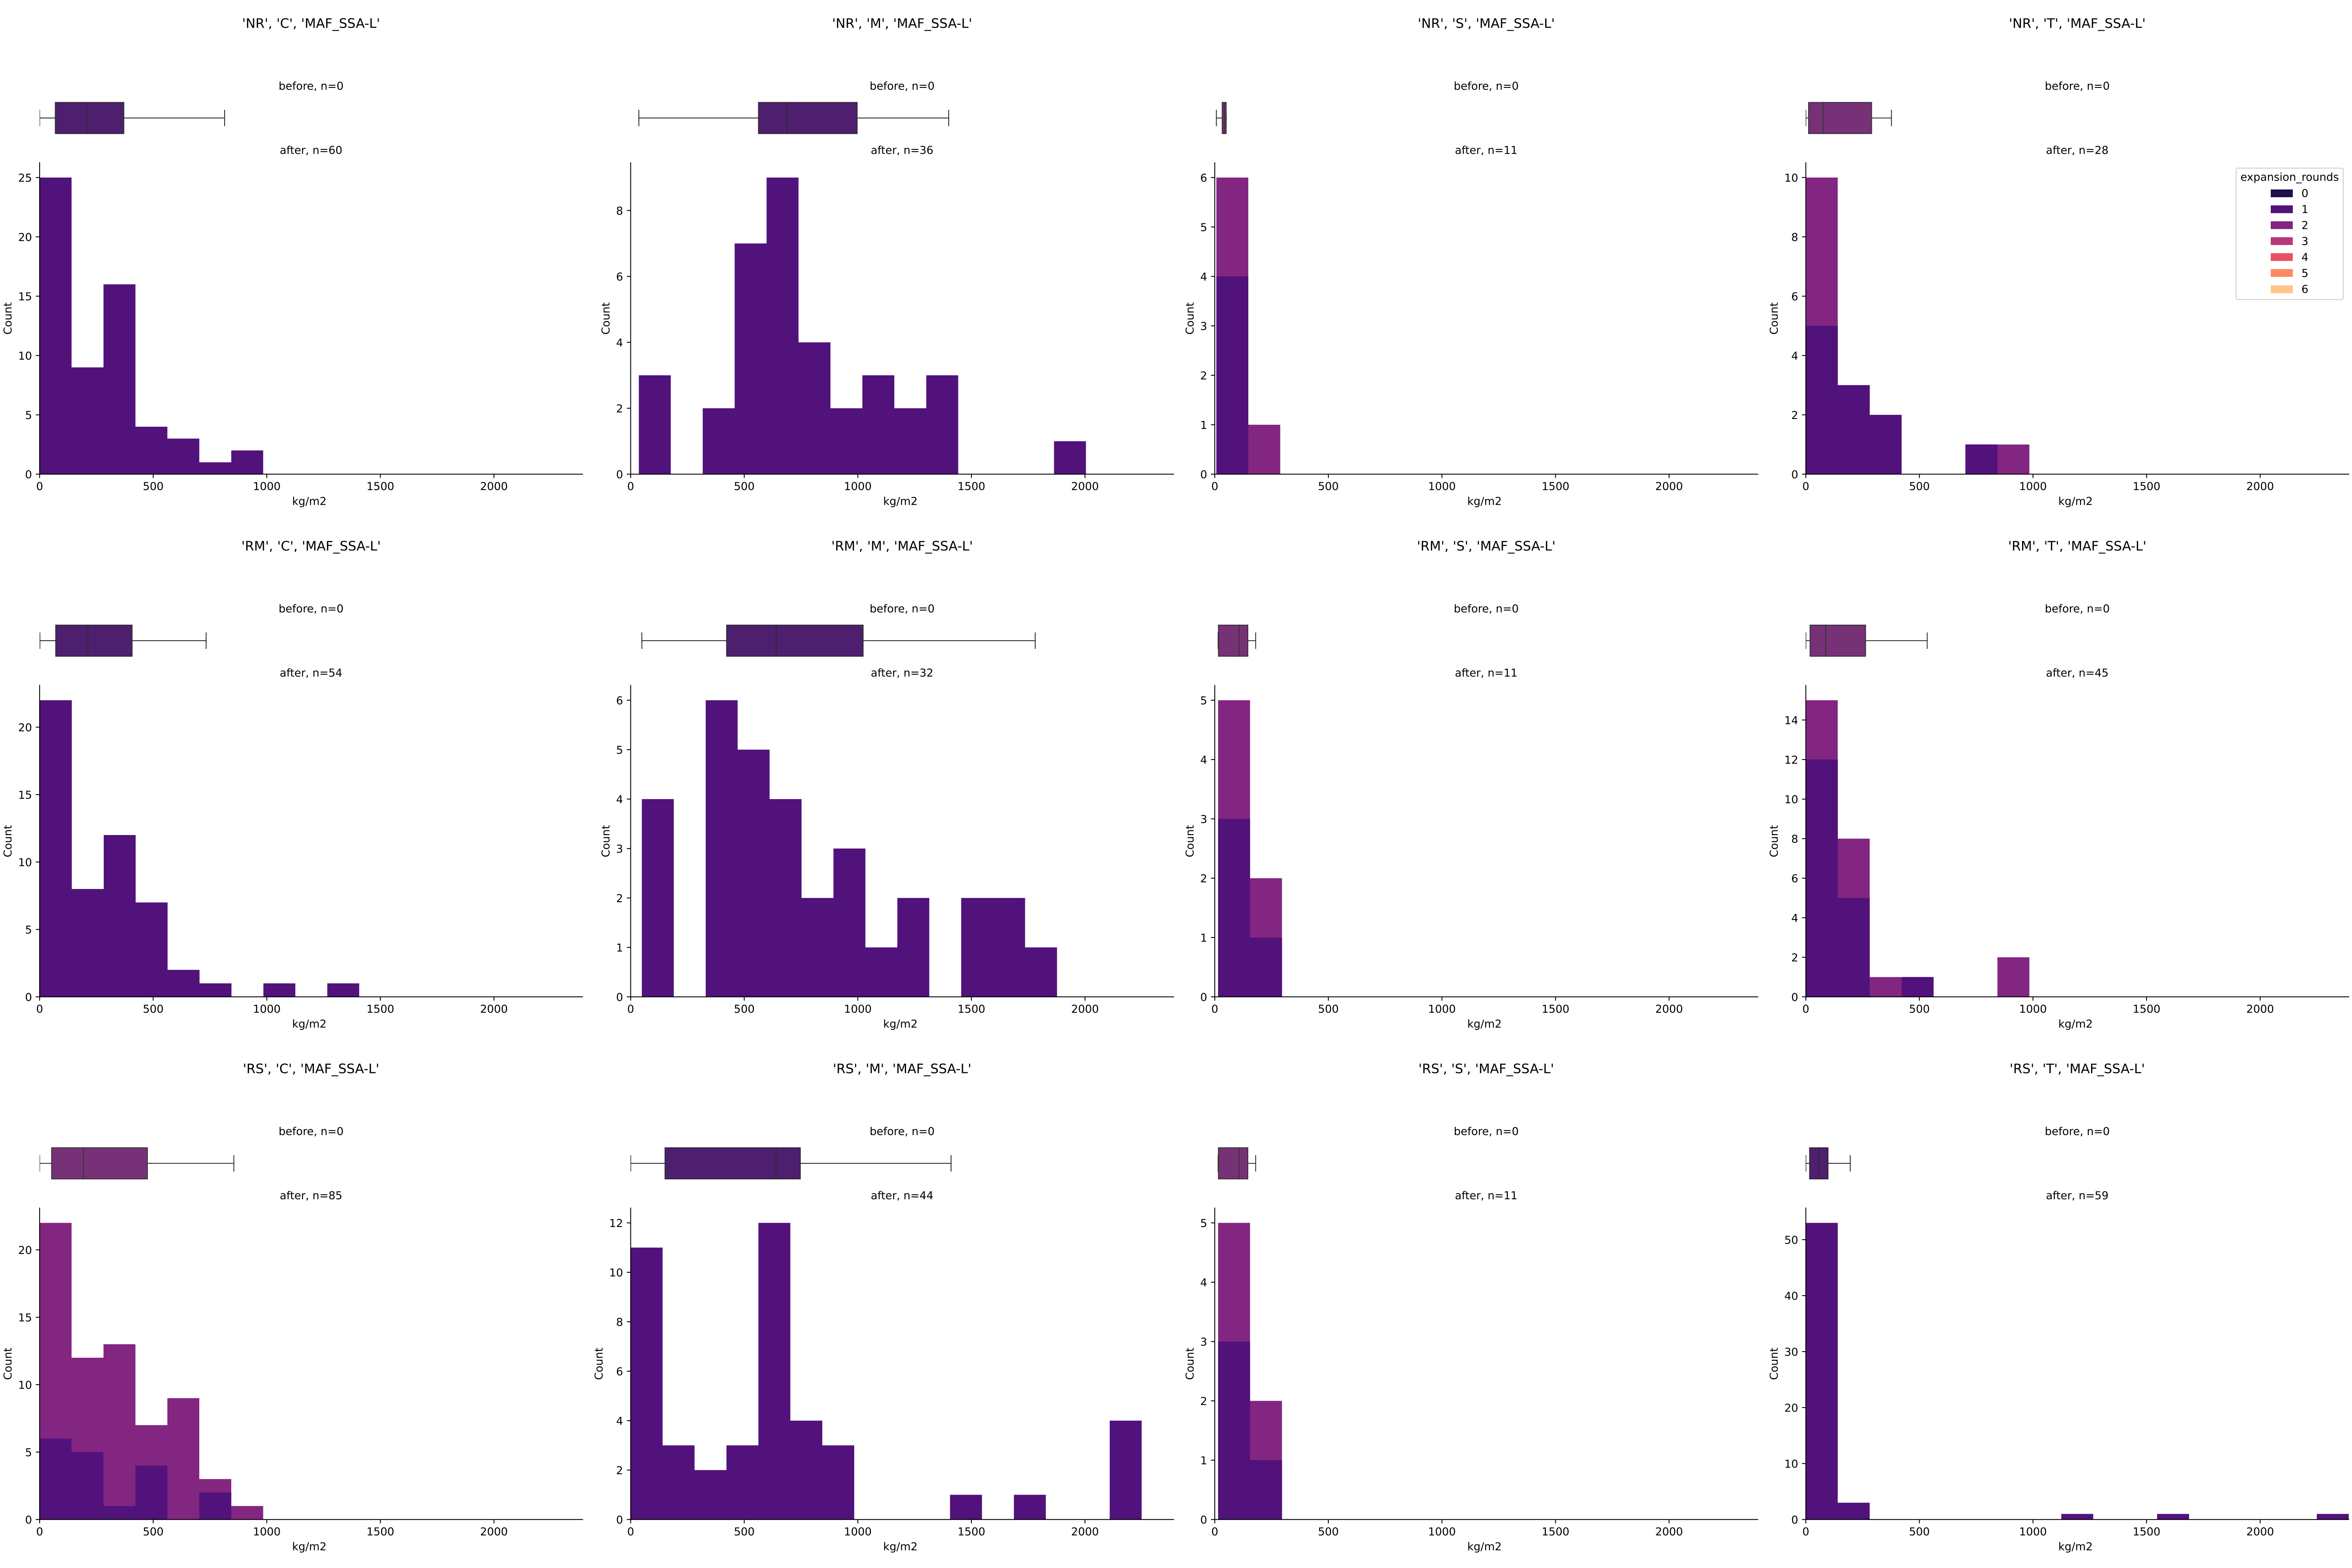 'NR', 'C', 'MAF_SSA-L'
before, n=0
after, n=60
25
20
15
10
5
0
Count
0 500 1000 1500 2000
kg/m2
'NR', 'M', 'MAF_SSA-L'
before, n=0
after, n=36
8
6
4
2
0
Count
0 500 1000 1500 2000
kg/m2
'NR', 'S', 'MAF_SSA-L'
before, n=0
after, n=11
6
5
4
3
2
1
0
Count
0 500 1000 1500 2000
kg/m2
'NR', 'T', 'MAF_SSA-L'
before, n=0
after, n=28
10
8
6
4
2
0
Count
0 500 1000 1500 2000
kg/m2
expansion_rounds
0
1
2
3
4
5
6
'RM', 'C', 'MAF_SSA-L'
before, n=0
after, n=54
20
15
10
5
0
Count
0 500 1000 1500 2000
kg/m2
'RM', 'M', 'MAF_SSA-L'
before, n=0
after, n=32
6
5
4
3
2
1
0
Count
0 500 1000 1500 2000
kg/m2
'RM', 'S', 'MAF_SSA-L'
before, n=0
after, n=11
5
4
3
2
1
0
Count
0 500 1000 1500 2000
kg/m2
'RM', 'T', 'MAF_SSA-L'
before, n=0
after, n=45
14
12
10
8
6
4
2
0
Count
0 500 1000 1500 2000
kg/m2
'RS', 'C', 'MAF_SSA-L'
before, n=0
after, n=85
20
15
10
5
0
Count
0 500 1000 1500 2000
kg/m2
'RS', 'M', 'MAF_SSA-L'
before, n=0
after, n=44
12
10
8
6
4
2
0
Count
0 500 1000 1500 2000
kg/m2
'RS', 'S', 'MAF_SSA-L'
before, n=0
after, n=11
5
4
3
2
1
0
Count
0 500 1000 1500 2000
kg/m2
'RS', 'T', 'MAF_SSA-L'
before, n=0
after, n=59
50
40
30
20
10
0
Count
0 500 1000 1500 2000
kg/m2